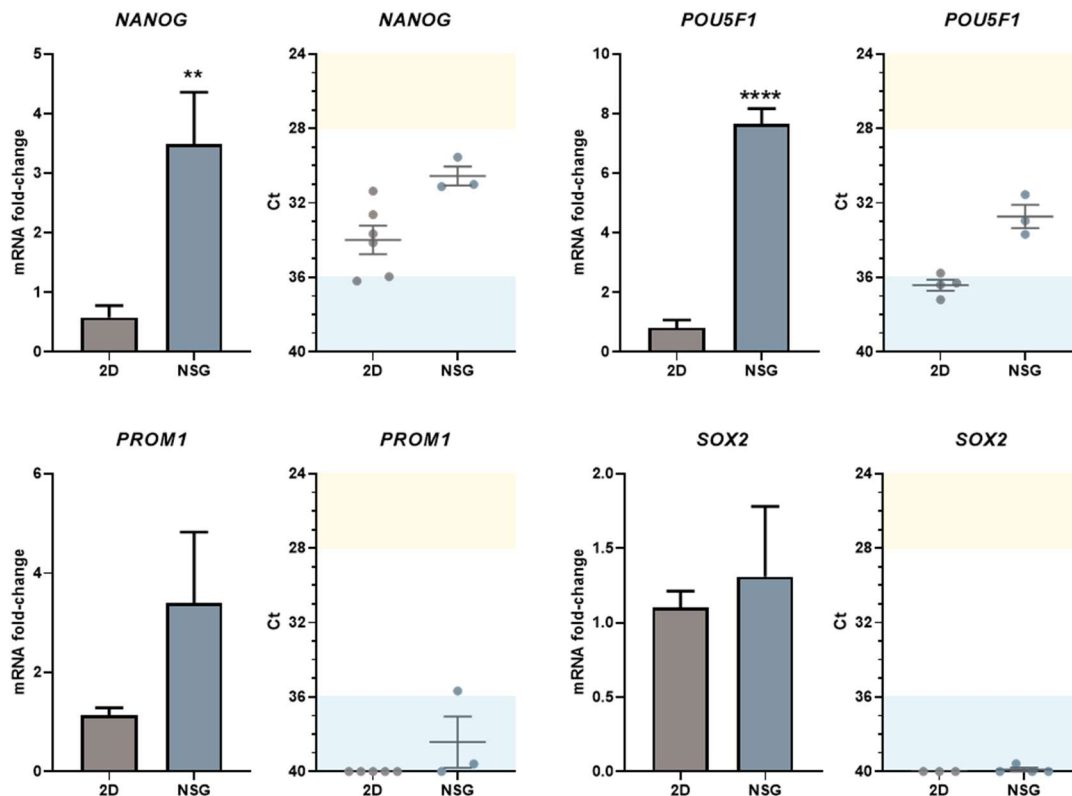 NANOG
NANOG
POU5F1
POU5F1
5
4
3
2
1
0
mRNA fold-change
**
2D
NSG
24
28
32
36
40
Ct
2D
NSG
10
8
6
4
2
0
mRNA fold-change
****
2D
NSG
24
28
32
36
40
Ct
2D
NSG
PROM1
PROM1
SOX2
SOX2
6
4
2
0
mRNA fold-change
2D
NSG
24
28
32
36
40
Ct
2D
NSG
2.0
1.5
1.0
0.5
0.0
mRNA fold-change
2D
NSG
24
28
32
36
40
Ct
2D
NSG